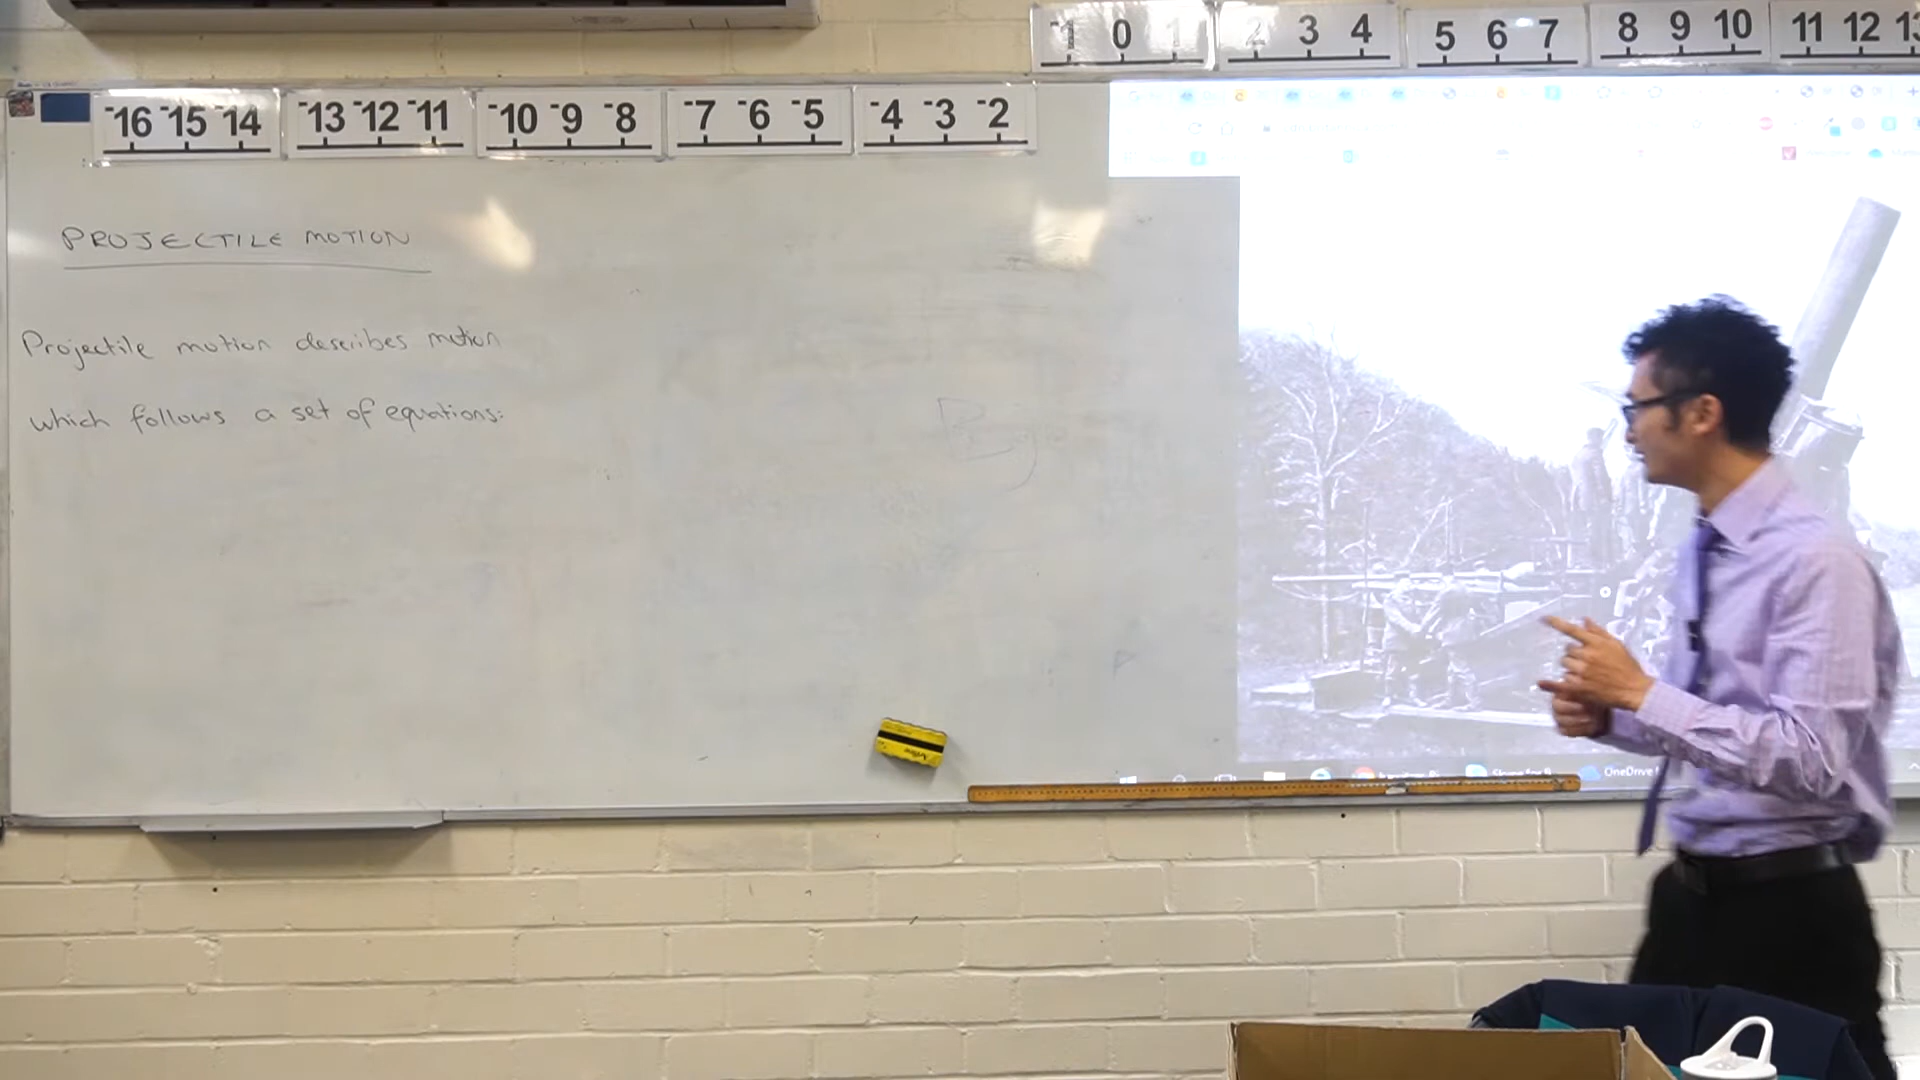 -1 0 1 2 3 4 5 6 7 8 9 10 11 12
-16 -15 -14 -13 -12 -11 -10 -9 -8 -7 -6 -5 -4 -3 -2
PROJECTILE MOTION
Projectile motion describes motion
which follows a set of equations:
OneDrive